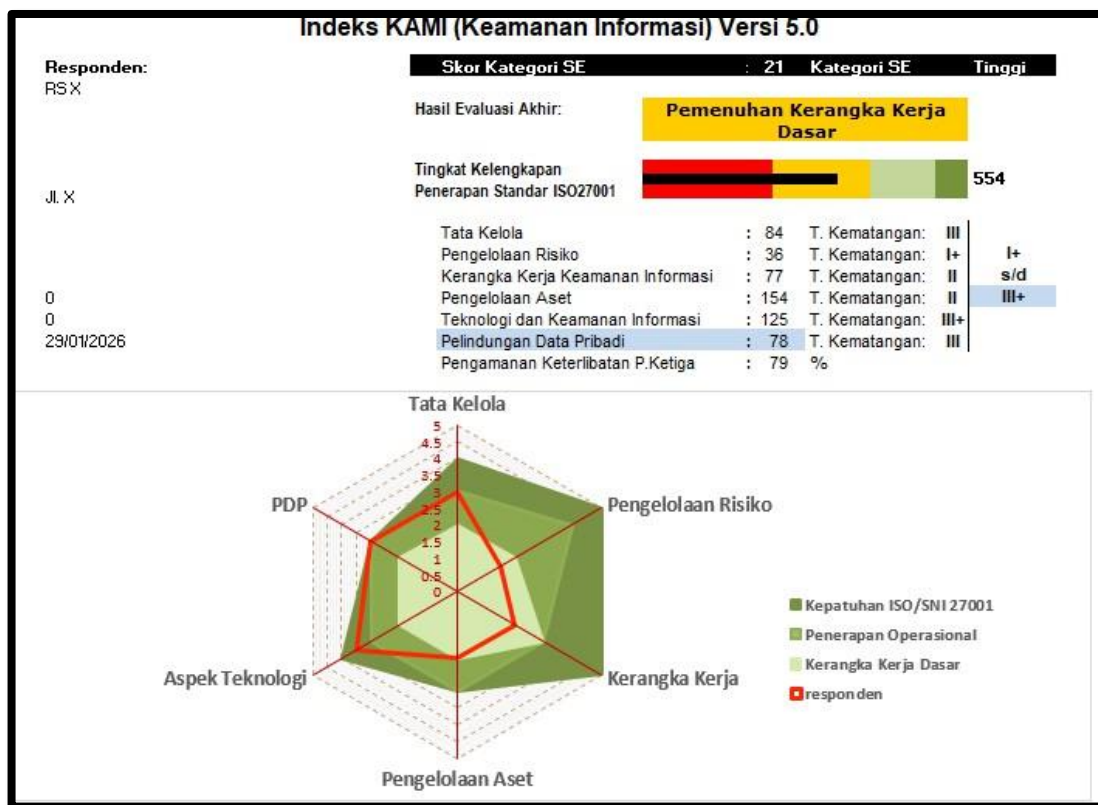 Indeks KAMI (Keamanan Informasi) Versi 5.0
Responden:
RS X
Jl. X
0
0
29/01/2026
Skor Kategori SE : 21 Kategori SE Tinggi
Hasil Evaluasi Akhir:
Pemenuhan Kerangka Kerja
Dasar
Tingkat Kelengkapan
Penerapan Standar ISO27001
554
Tata Kelola : 84 T. Kematangan: III
Pengelolaan Risiko : 36 T. Kematangan: I+ I+
Kerangka Kerja Keamanan Informasi : 77 T. Kematangan: II s/d
Pengelolaan Aset : 154 T. Kematangan: II III+
Teknologi dan Keamanan Informasi : 125 T. Kematangan: III+
Pelindungan Data Pribadi : 78 T. Kematangan: III
Pengamanan Keterlibatan P.Ketiga : 79 %
Tata Kelola
5
4.5
4
3.5
3
2.5
2
1.5
1
0.5
0
PDP
Pengelolaan Risiko
Aspek Teknologi
Kerangka Kerja
Pengelolaan Aset
Kepatuhan ISO/SNI 27001
Penerapan Operasional
Kerangka Kerja Dasar
responden